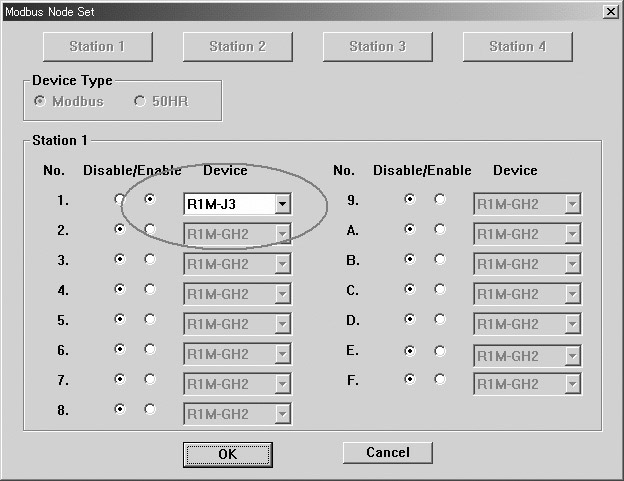 Modbus Node Set
Station 1 Station 2 Station 3 Station 4
Device Type
Modbus 50HR
Station 1
No. Disable/Enable Device No. Disable/Enable Device
1. R1M-J3 9. R1M-GH2
2. R1M-GH2 A. R1M-GH2
3. R1M-GH2 B. R1M-GH2
4. R1M-GH2 C. R1M-GH2
5. R1M-GH2 D. R1M-GH2
6. R1M-GH2 E. R1M-GH2
7. R1M-GH2 F. R1M-GH2
8. R1M-GH2
OK Cancel